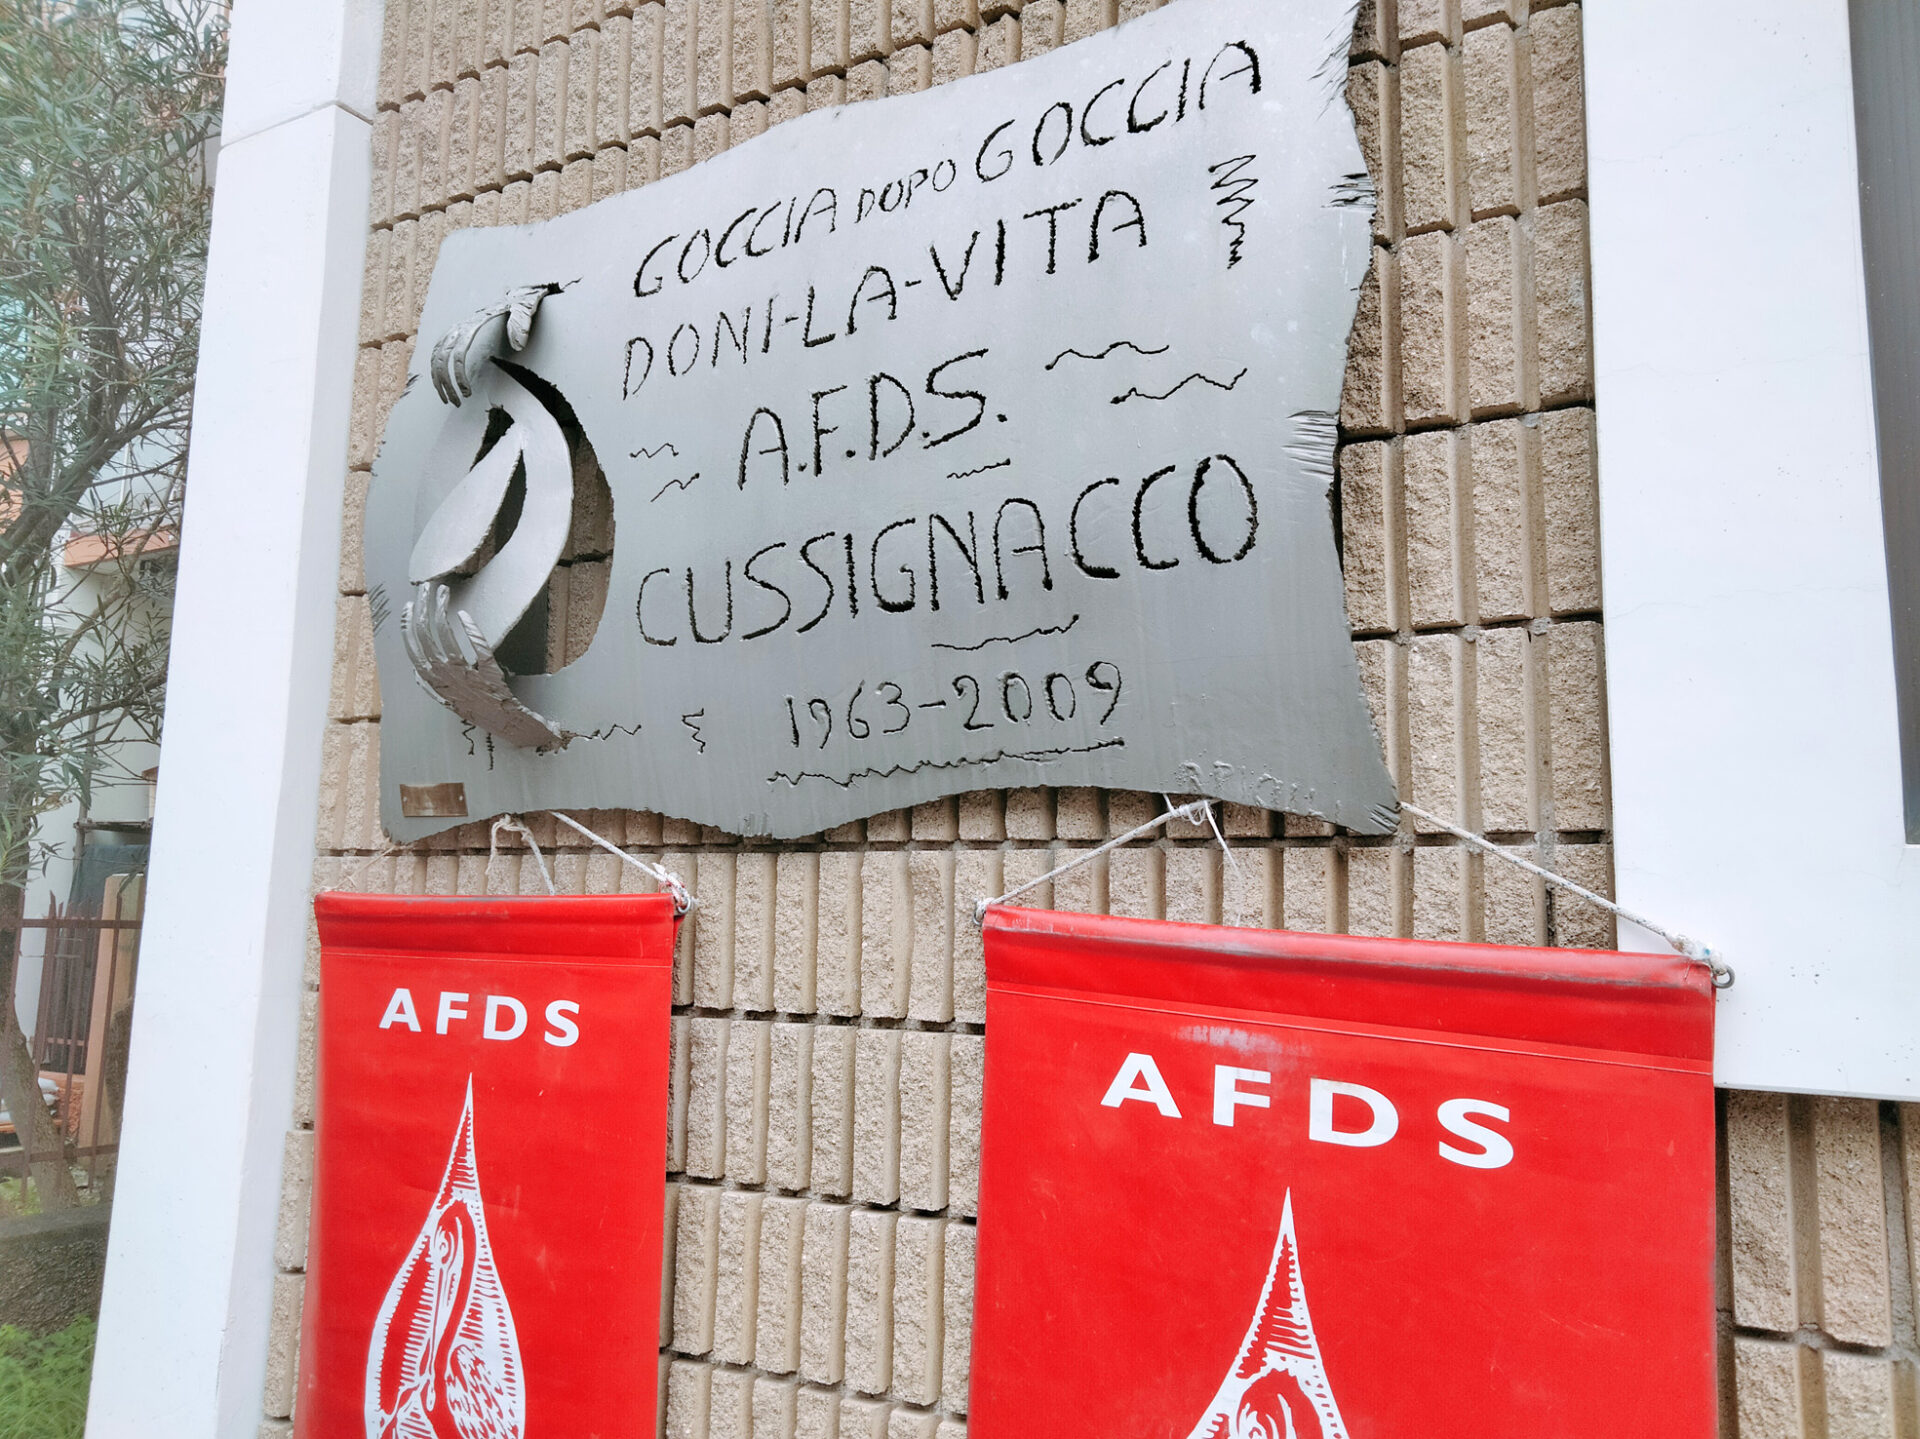 GOCCIA DOPO GOCCIA
DONI-LA-VITA
A.F.D.S.
CUSSIGNACCO
1963-2009
AFDS
AFDS